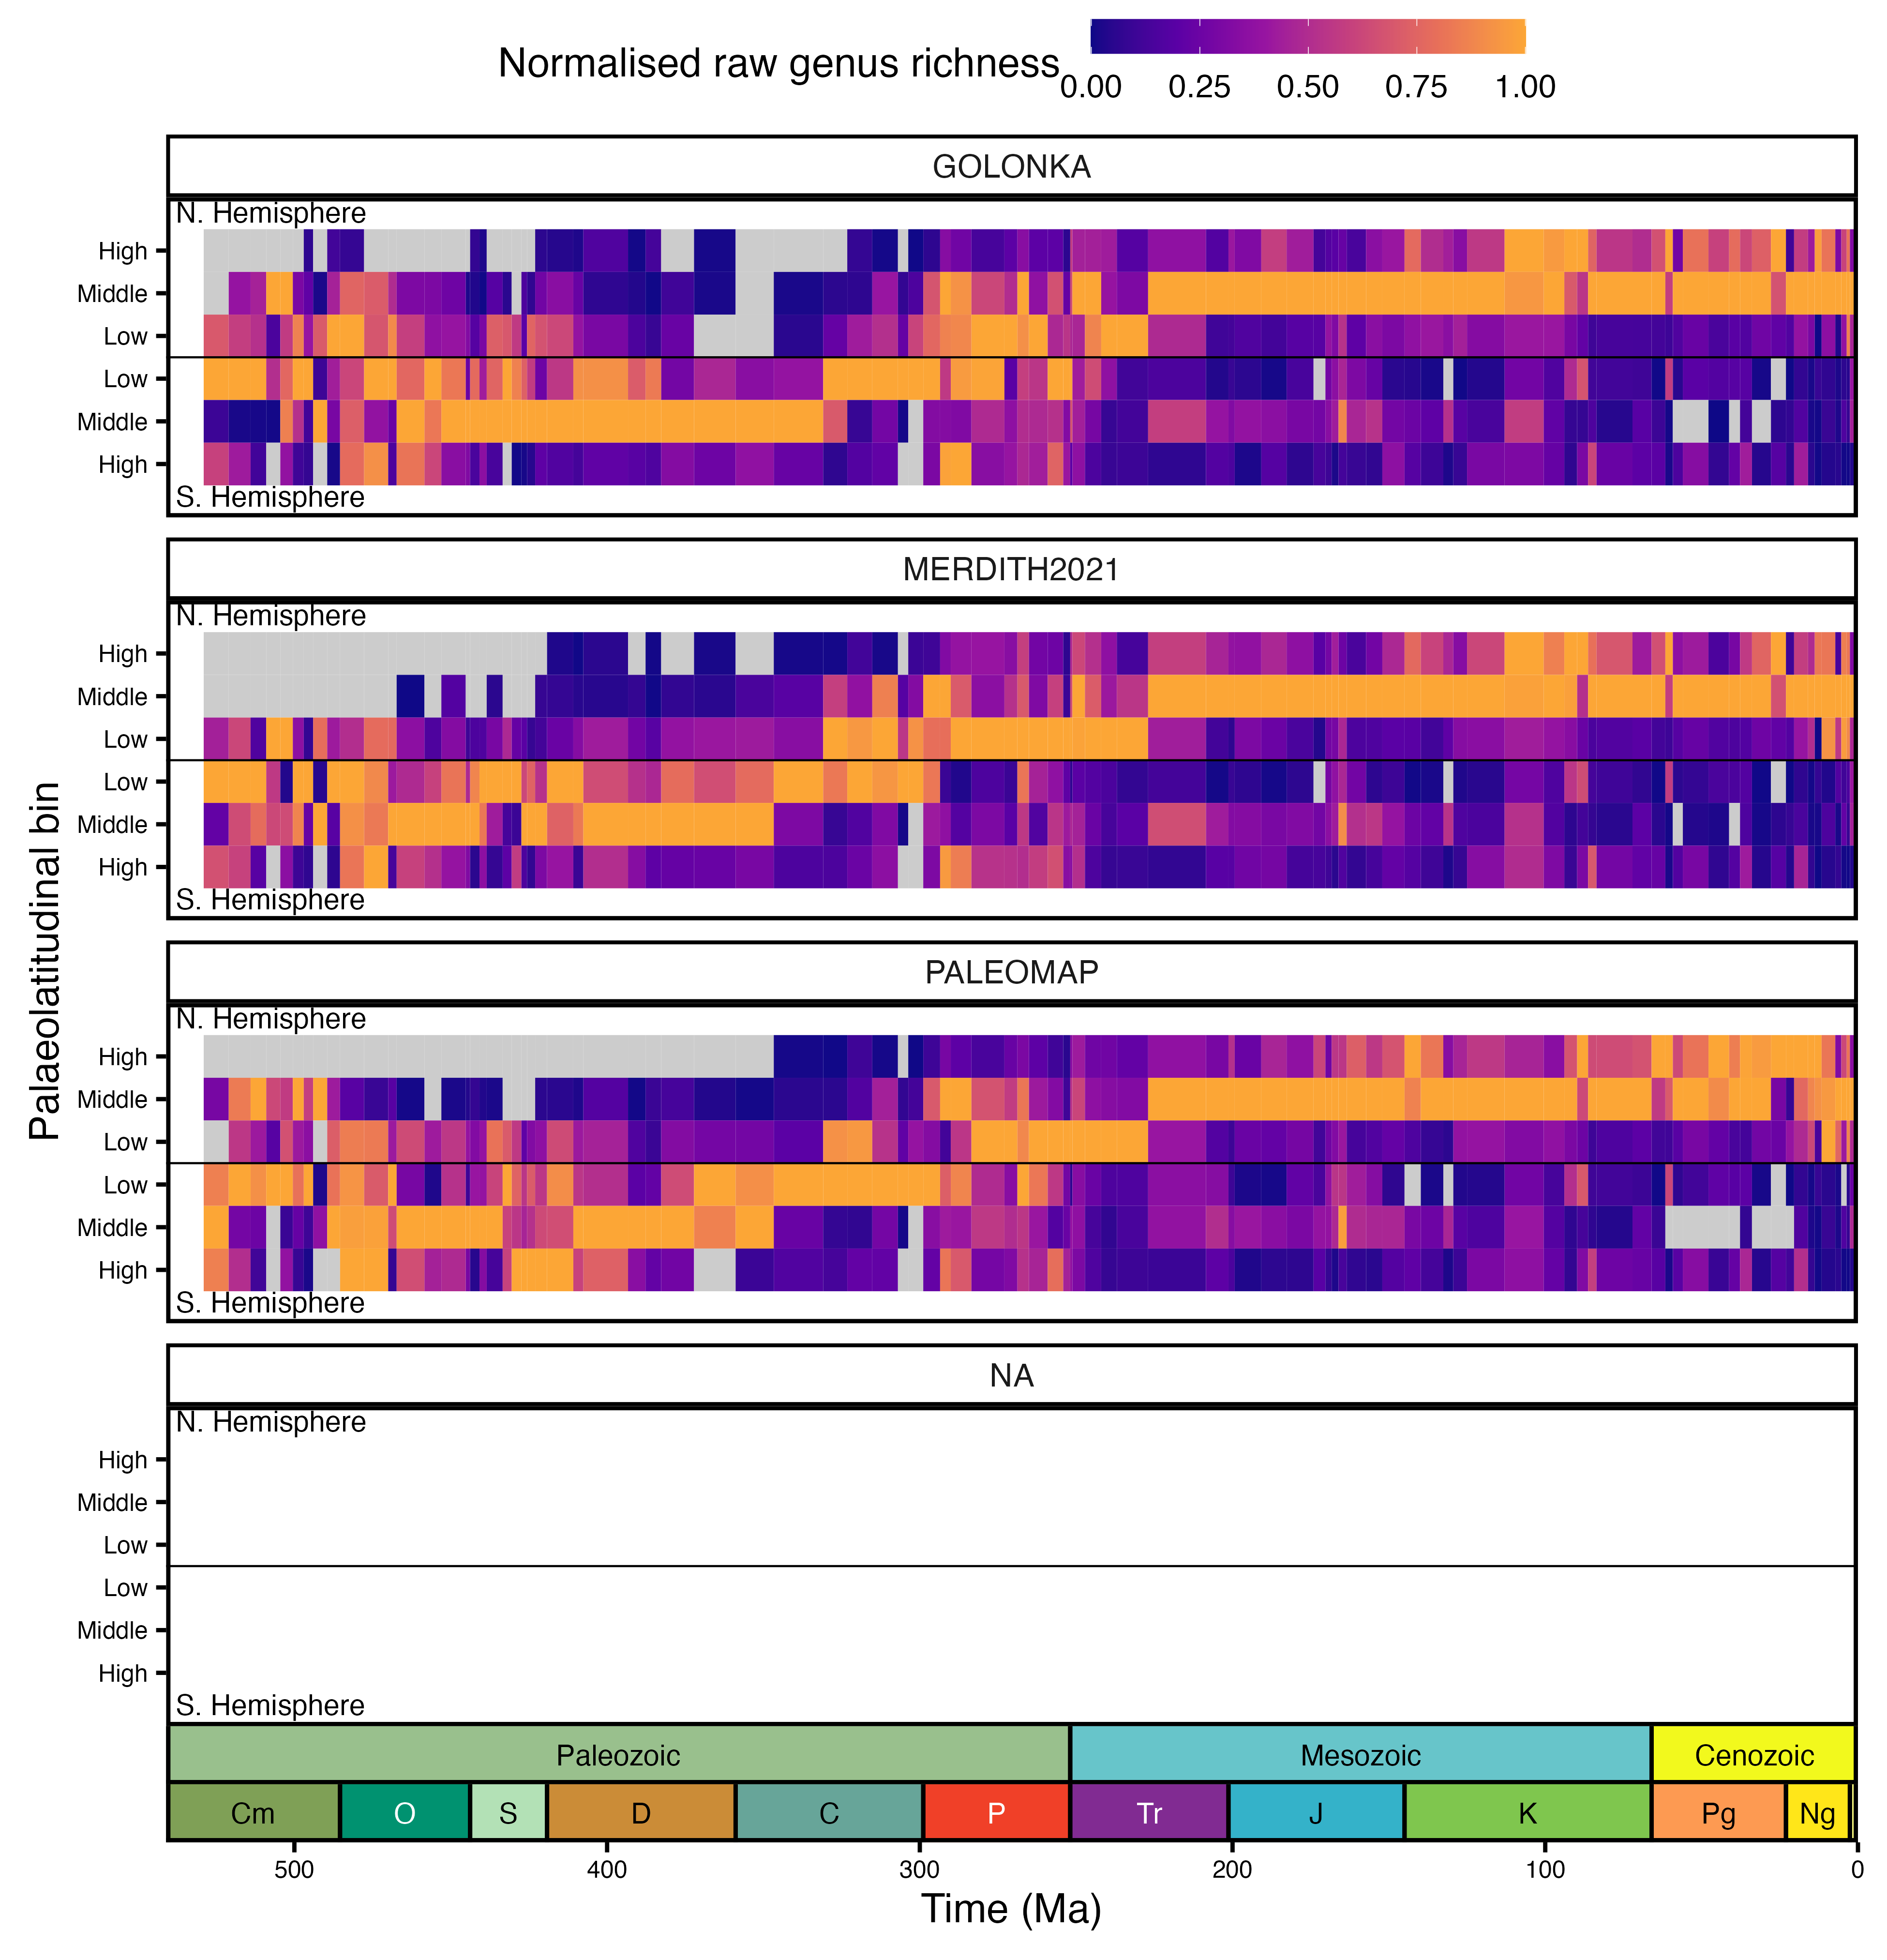 Normalised raw genus richness
0.00 0.25 0.50 0.75 1.00
GOLONKA
N. Hemisphere
High
Middle
Low
Low
Middle
High
S. Hemisphere
MERDITH2021
N. Hemisphere
High
Middle
Low
Low
Middle
High
S. Hemisphere
PALEOMAP
N. Hemisphere
High
Middle
Low
Low
Middle
High
S. Hemisphere
NA
N. Hemisphere
High
Middle
Low
Low
Middle
High
S. Hemisphere
Palaeolatitudinal bin
Paleozoic Mesozoic Cenozoic
Cm O S D C P Tr J K Pg Ng
500 400 300 200 100 0
Time (Ma)